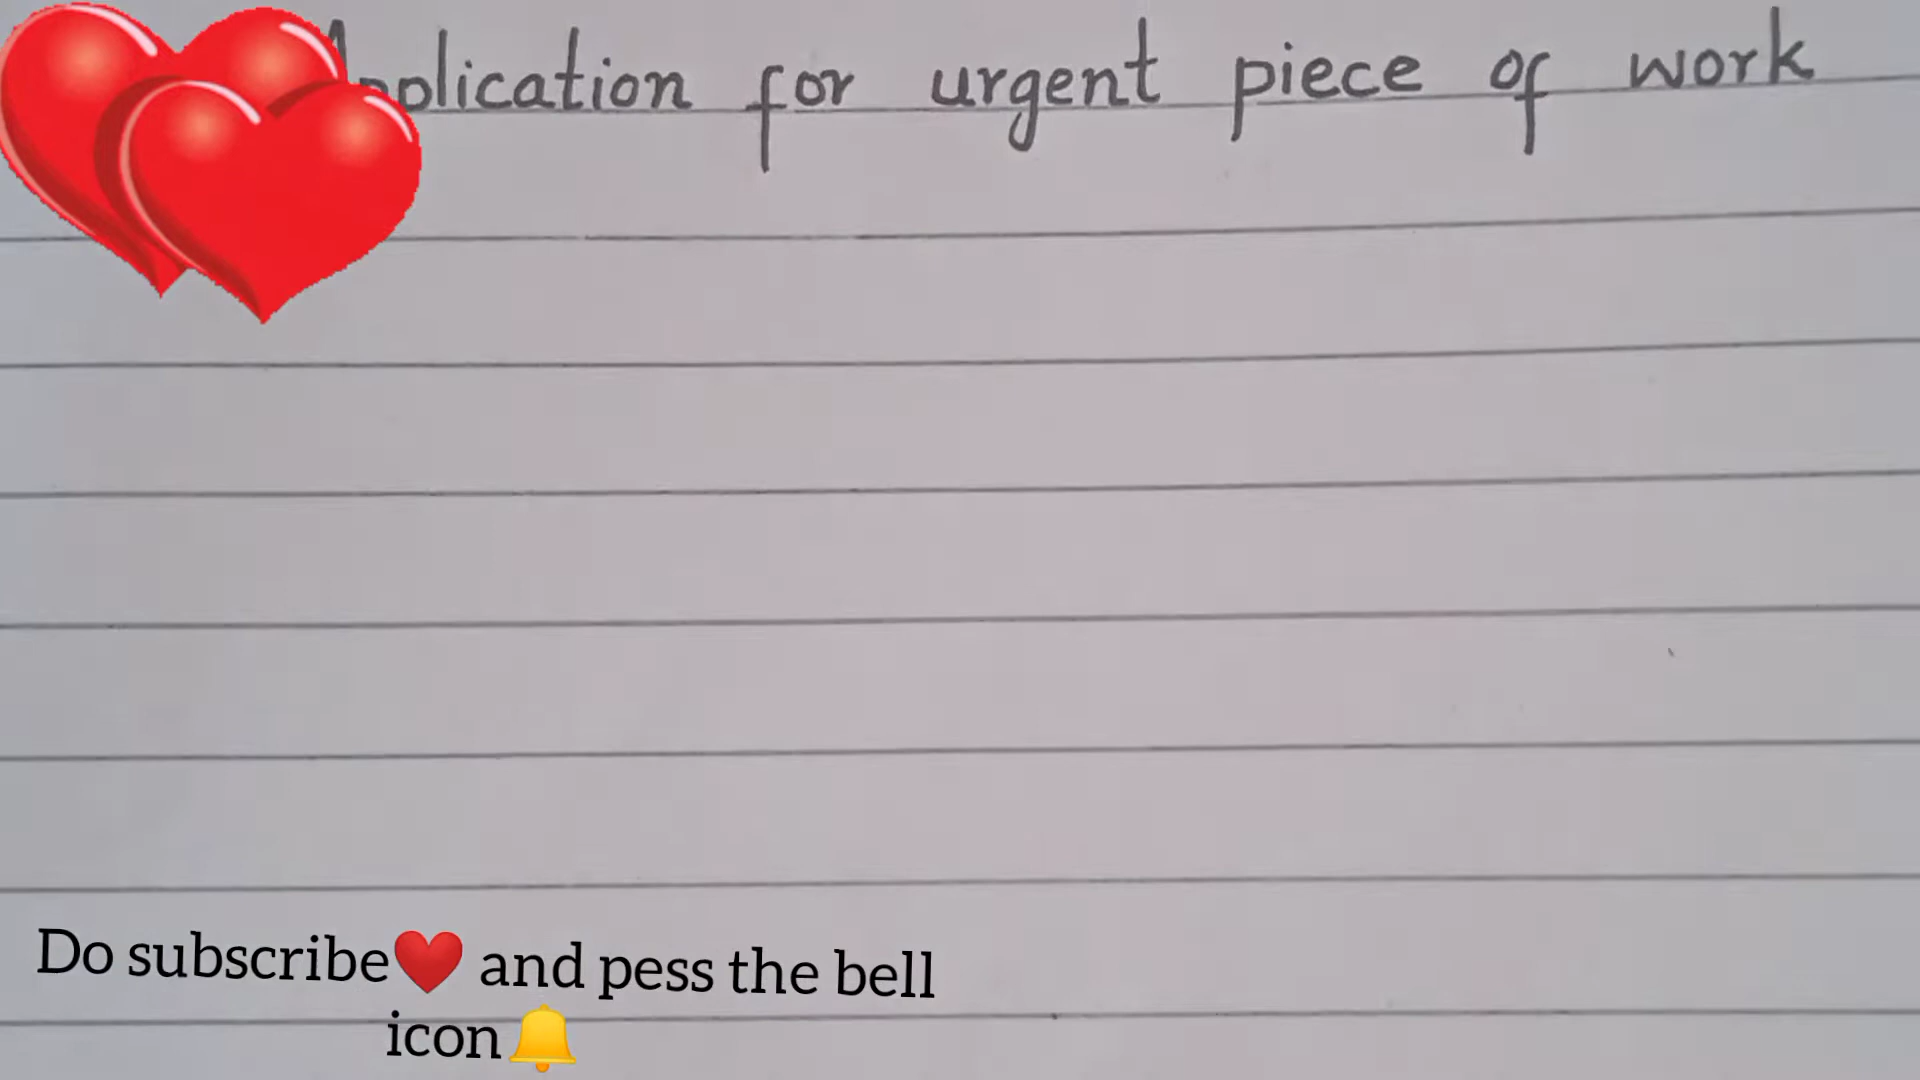 Application for urgent piece of work
Do subscribe❤️ and pess the bell
icon🔔